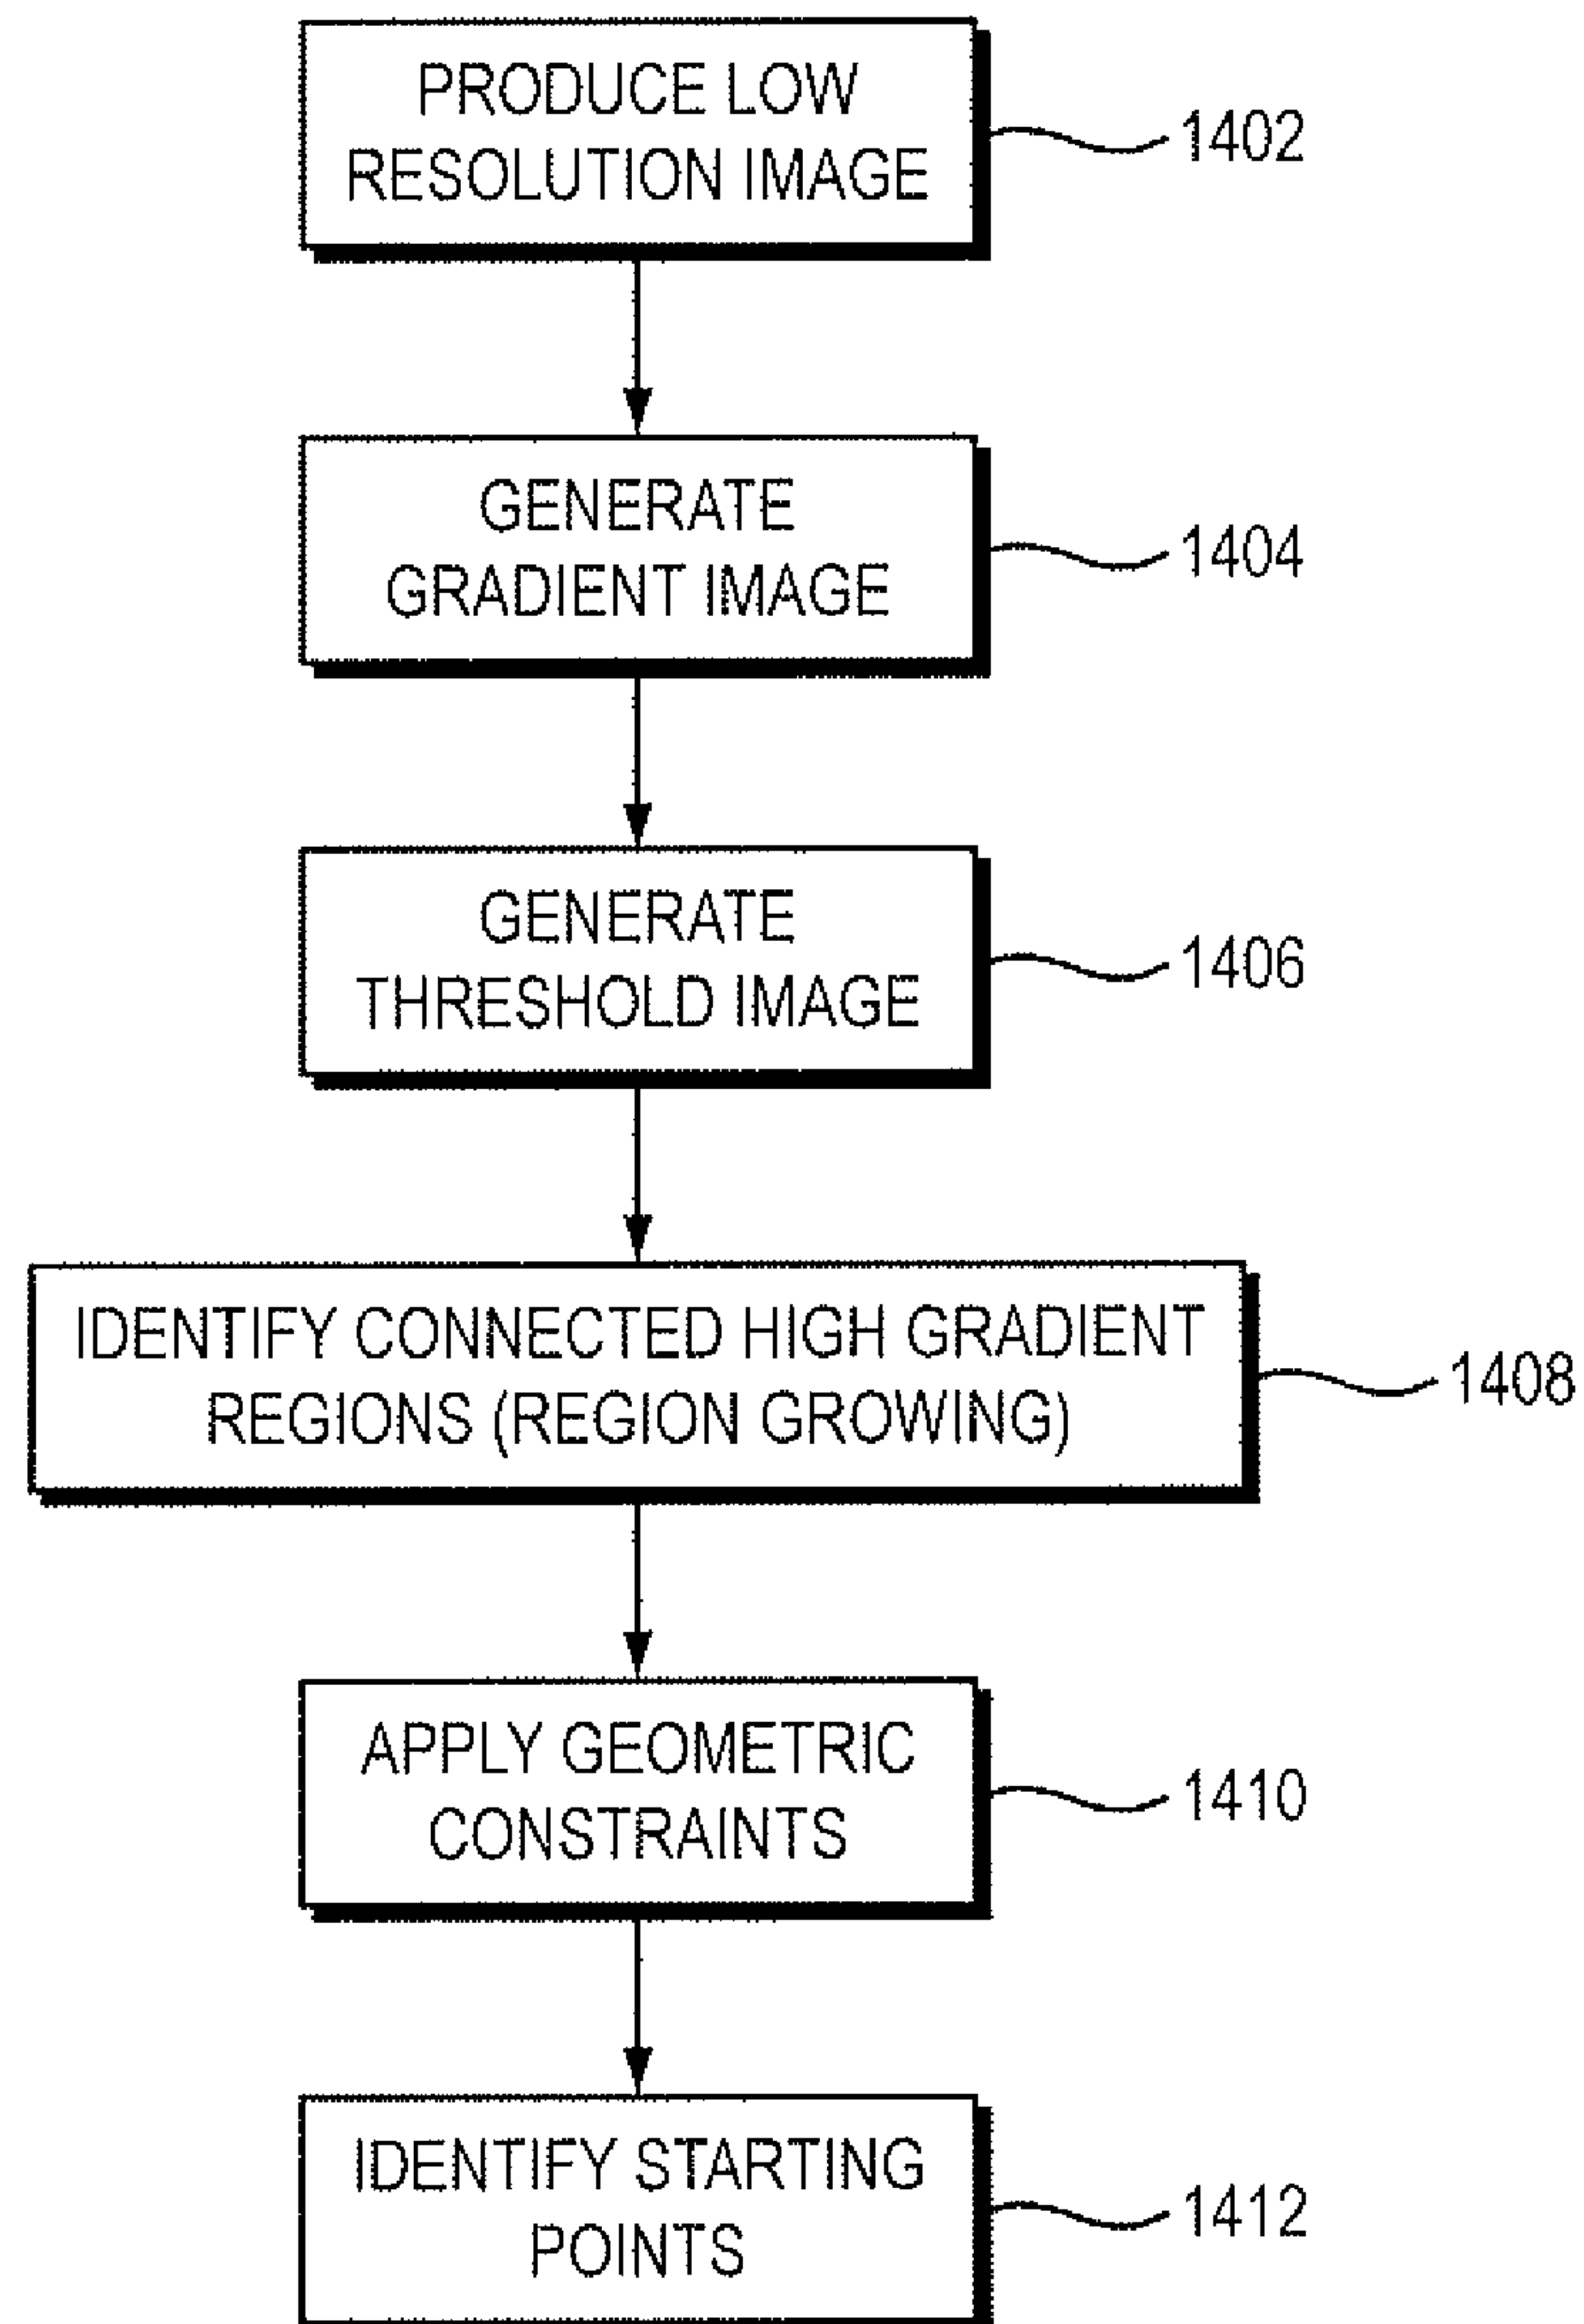 PRODUCE LOW
RESOLUTION IMAGE
1402
GENERATE
GRADIENT IMAGE
1404
GENERATE
THRESHOLD IMAGE
1406
IDENTIFY CONNECTED HIGH GRADIENT
REGIONS (REGION GROWING)
1408
APPLY GEOMETRIC
CONSTRAINTS
1410
IDENTIFY STARTING
POINTS
1412